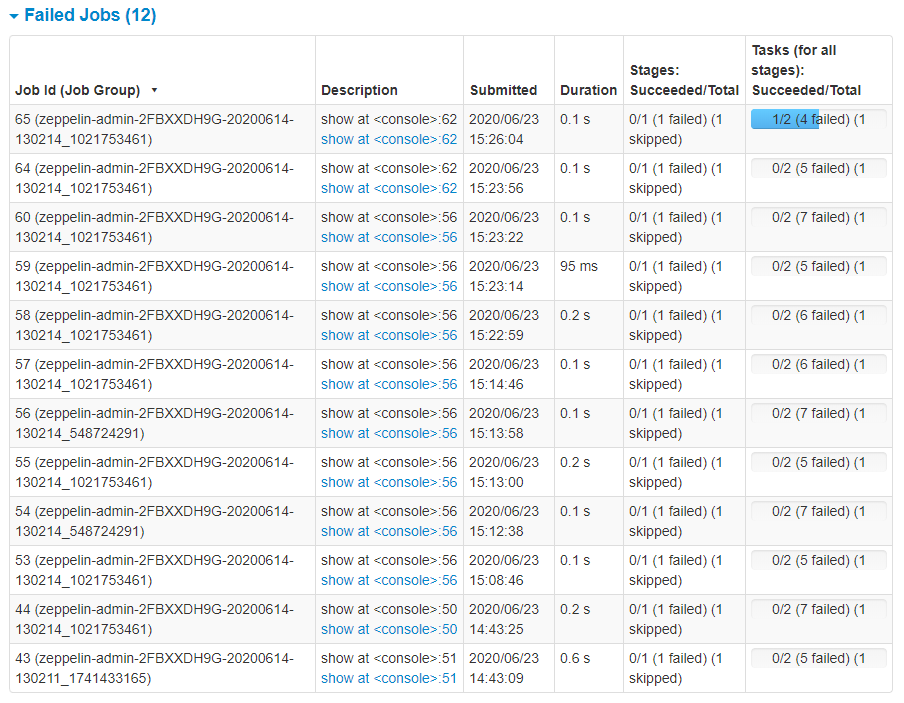 Failed Jobs (12)
Job Id (Job Group) ▾ Description Submitted Duration Stages: Succeeded/Total Tasks (for all stages): Succeeded/Total
65 (zeppelin-admin-2FBXXDH9G-20200614- show at <console>:62 2020/06/23 0.1 s 0/1 (1 failed) (1 1/2 (4 failed) (1
130214_1021753461) show at <console>:62 15:26:04 skipped)
64 (zeppelin-admin-2FBXXDH9G-20200614- show at <console>:62 2020/06/23 0.1 s 0/1 (1 failed) (1 0/2 (5 failed) (1
130214_1021753461) show at <console>:62 15:23:56 skipped)
60 (zeppelin-admin-2FBXXDH9G-20200614- show at <console>:56 2020/06/23 0.1 s 0/1 (1 failed) (1 0/2 (7 failed) (1
130214_1021753461) show at <console>:56 15:23:22 skipped)
59 (zeppelin-admin-2FBXXDH9G-20200614- show at <console>:56 2020/06/23 95 ms 0/1 (1 failed) (1 0/2 (5 failed) (1
130214_1021753461) show at <console>:56 15:23:14 skipped)
58 (zeppelin-admin-2FBXXDH9G-20200614- show at <console>:56 2020/06/23 0.2 s 0/1 (1 failed) (1 0/2 (6 failed) (1
130214_1021753461) show at <console>:56 15:22:59 skipped)
57 (zeppelin-admin-2FBXXDH9G-20200614- show at <console>:56 2020/06/23 0.1 s 0/1 (1 failed) (1 0/2 (6 failed) (1
130214_1021753461) show at <console>:56 15:14:46 skipped)
56 (zeppelin-admin-2FBXXDH9G-20200614- show at <console>:56 2020/06/23 0.1 s 0/1 (1 failed) (1 0/2 (7 failed) (1
130214_548724291) show at <console>:56 15:13:58 skipped)
55 (zeppelin-admin-2FBXXDH9G-20200614- show at <console>:56 2020/06/23 0.2 s 0/1 (1 failed) (1 0/2 (5 failed) (1
130214_1021753461) show at <console>:56 15:13:00 skipped)
54 (zeppelin-admin-2FBXXDH9G-20200614- show at <console>:56 2020/06/23 0.1 s 0/1 (1 failed) (1 0/2 (7 failed) (1
130214_548724291) show at <console>:56 15:12:38 skipped)
53 (zeppelin-admin-2FBXXDH9G-20200614- show at <console>:56 2020/06/23 0.1 s 0/1 (1 failed) (1 0/2 (5 failed) (1
130214_1021753461) show at <console>:56 15:08:46 skipped)
44 (zeppelin-admin-2FBXXDH9G-20200614- show at <console>:50 2020/06/23 0.2 s 0/1 (1 failed) (1 0/2 (7 failed) (1
130214_1021753461) show at <console>:50 14:43:25 skipped)
43 (zeppelin-admin-2FBXXDH9G-20200614- show at <console>:51 2020/06/23 0.6 s 0/1 (1 failed) (1 0/2 (5 failed) (1
130211_1741433165) show at <console>:51 14:43:09 skipped)